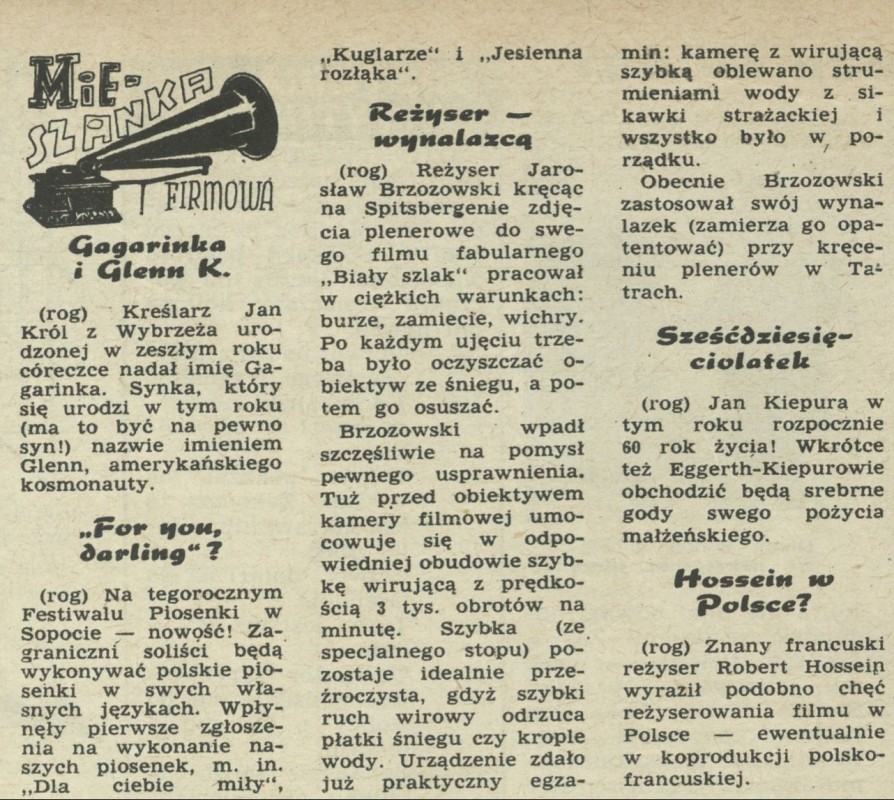 MiE-
SZANKA
FIRMOWA
Gagarinka
i Glenn K.
(rog) Kreślarz Jan
Król z Wybrzeża uro-
dzonej w zeszłym roku
córeczce nadał imię Ga-
garinka. Synka, który
się urodzi w tym roku
(ma to być na pewno
syn!) nazwie imieniem
Glenn, amerykańskiego
kosmonauty.
„For you,
darling“?
(rog) Na tegorocznym
Festiwalu Piosenki w
Sopocie — nowość! Za-
graniczni soliści będą
wykonywać polskie pio-
senki w swych wła-
snych językach. Wpły-
nęły pierwsze zgłosze-
nia na wykonanie na-
szych piosenek, m. in.
„Dla ciebie miły“,
„Kuglarze“ i „Jesienna
rozłąka“.
Reżyser —
wynalazcą
(rog) Reżyser Jaro-
sław Brzozowski kręcąc
na Spitsbergenie zdję-
cia plenerowe do swe-
go filmu fabularnego
„Biały szlak“ pracował
w ciężkich warunkach:
burze, zamiecie, wichry.
Po każdym ujęciu trze-
ba było oczyszczać o-
biektyw ze śniegu, a po-
tem go osuszać.
Brzozowski wpadł
szczęśliwie na pomysł
pewnego usprawnienia.
Tuż przed obiektywem
kamery filmowej umo-
cowuje się w odpo-
wiedniej obudowie szyb-
kę wirującą z prędko-
ścią 3 tys. obrotów na
minutę. Szybka (ze
specjalnego stopu) po-
zostaje idealnie prze-
źroczysta, gdyż szybki
ruch wirowy odrzuca
płatki śniegu czy krople
wody. Urządzenie zdało
już praktyczny egza-
min: kamerę z wirującą
szybką oblewano stru-
mieniami wody z si-
kawki strażackiej i
wszystko było w po-
rządku.
Obecnie Brzozowski
zastosował swój wyna-
lazek (zamierza go opa-
tentować) przy kręce-
niu plenerów w Ta-
trach.
Sześćdziesię-
ciolatek
(rog) Jan Kiepura w
tym roku rozpocznie
60 rok życia! Wkrótce
też Eggerth-Kiepurowie
obchodzić będą srebrne
gody swego pożycia
małżeńskiego.
Hossein w
Polsce?
(rog) Znany francuski
reżyser Robert Hossein
wyraził podobno chęć
reżyserowania filmu w
Polsce — ewentualnie
w koprodukcji polsko-
francuskiej.